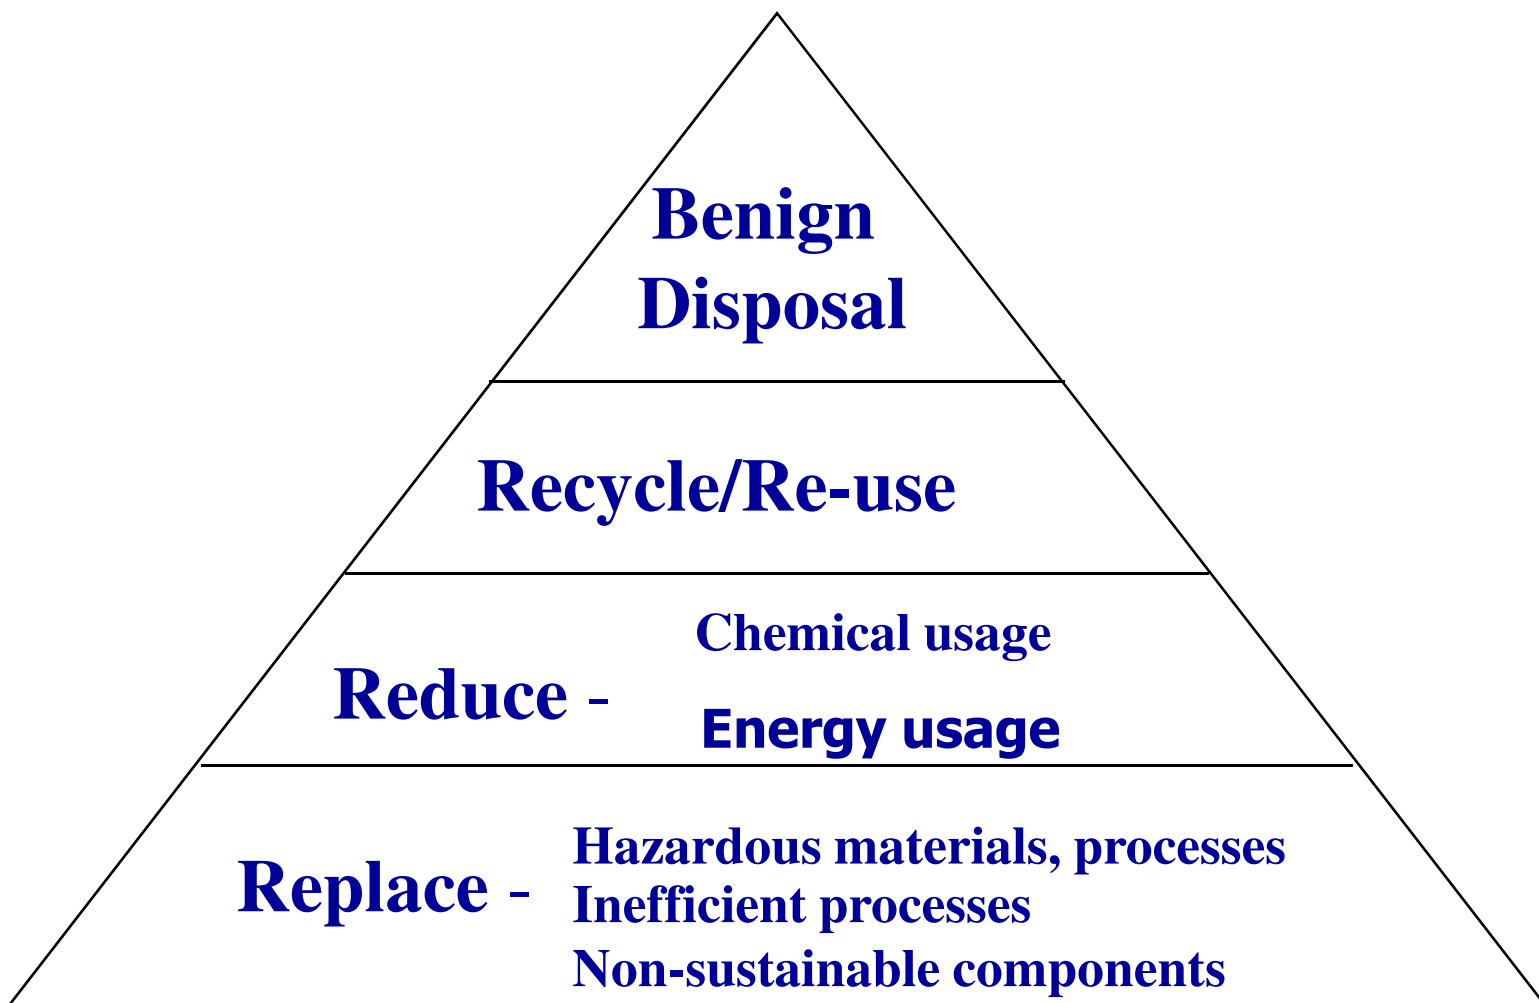 Benign
Disposal
Recycle/Re-use
Chemical usage
Reduce -
Energy usage
Hazardous materials, processes
Replace -
Inefficient processes
Non-sustainable components